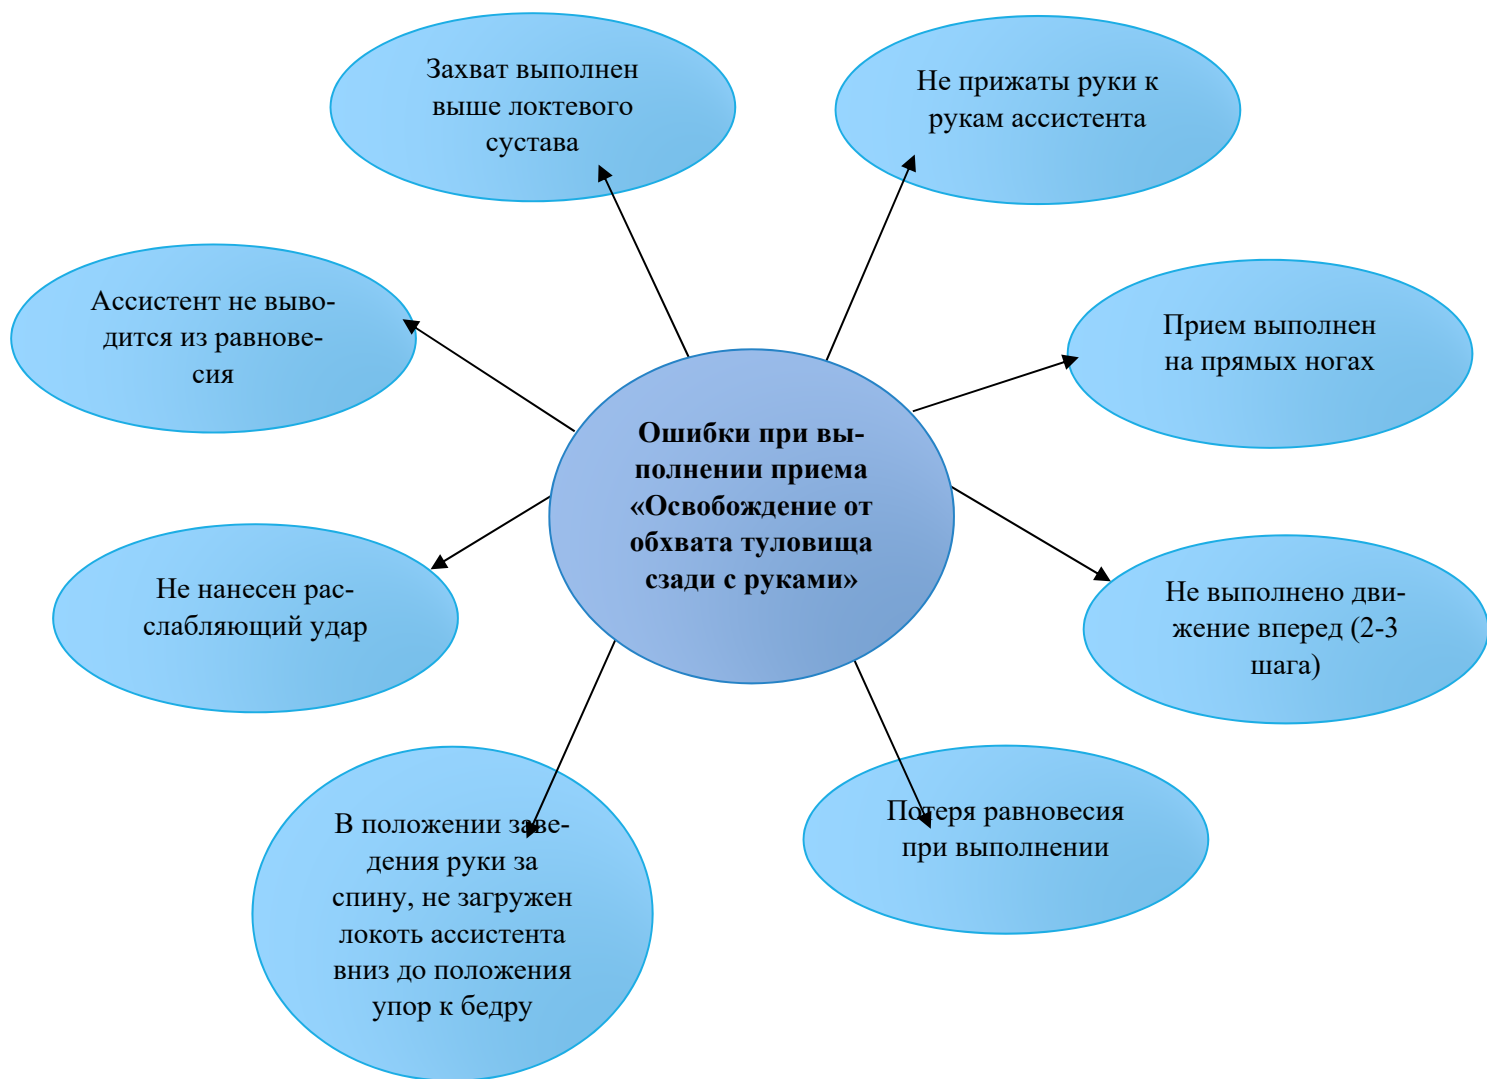 Захват выполнен
выше локтевого
сустава
Не прижаты руки к
рукам ассистента
Ассистент не выво-
дится из равнове-
сия
Прием выполнен
на прямых ногах
Ошибки при вы-
полнении приема
«Освобождение от
обхвата туловища
сзади с руками»
Не нанесен рас-
слабляющий удар
Не выполнено дви-
жение вперед (2-3
шага)
В положении заве-
дения руки за
спину, не загружен
локоть ассистента
вниз до положения
упор к бедру
Потеря равновесия
при выполнении